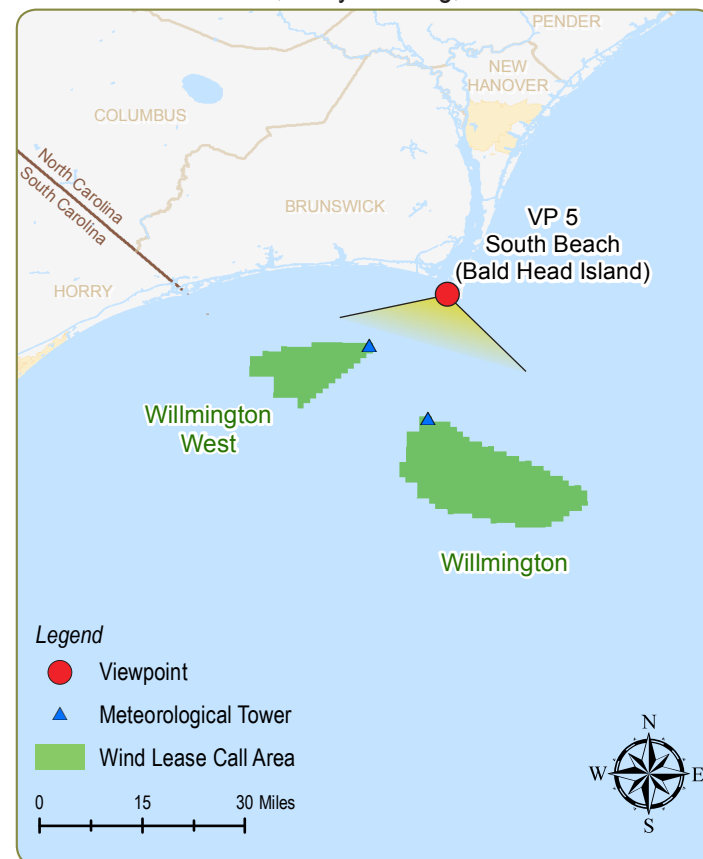 PENDER
NEW
HANOVER
COLUMBUS
North Carolina
South Carolina
BRUNSWICK
VP 5
South Beach
(Bald Head Island)
HORRY
Willmington
West
Willmington
Legend
Viewpoint
Meteorological Tower
Wind Lease Call Area
0 15 30 Miles
N
W E
S